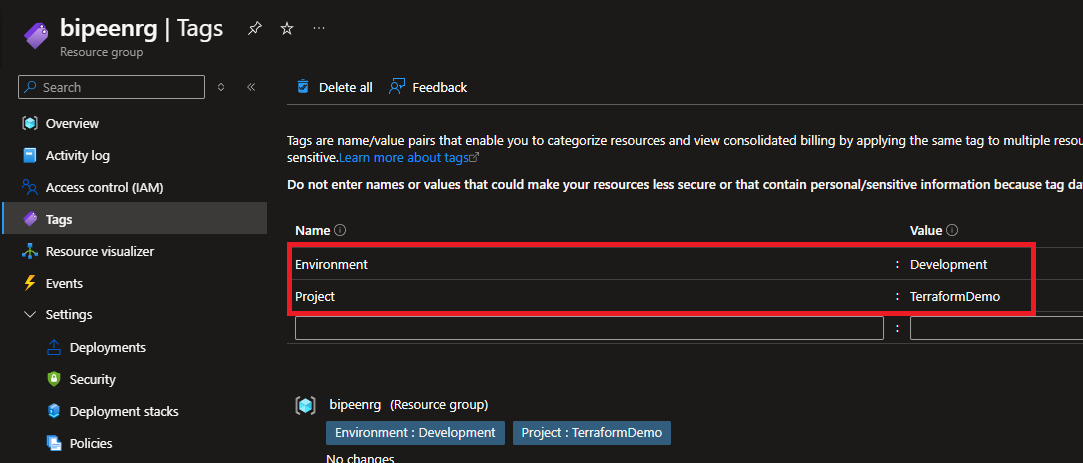 bipeenrg | Tags
Resource group
Search
Overview
Activity log
Access control (IAM)
Tags
Resource visualizer
Events
Settings
Deployments
Security
Deployment stacks
Policies
Delete all
Feedback
Tags are name/value pairs that enable you to categorize resources and view consolidated billing by applying the same tag to multiple resou
sensitive.Learn more about tags
Do not enter names or values that could make your resources less secure or that contain personal/sensitive information because tag da
Name Value
Environment : Development
Project : TerraformDemo
:
bipeenrg (Resource group)
Environment : Development Project : TerraformDemo
No changes